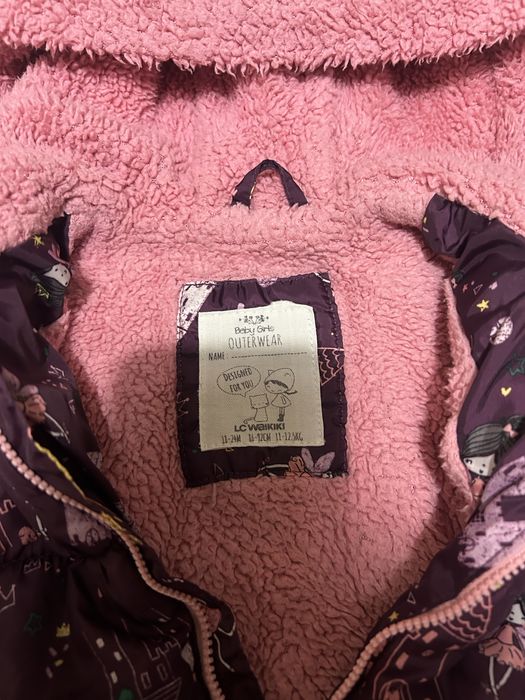 Baby Girls
OUTERWEAR
NAME:
DESIGNED
FOR YOU
LC WAIKIKI
18-24M 86-92CM 11-12.5KG